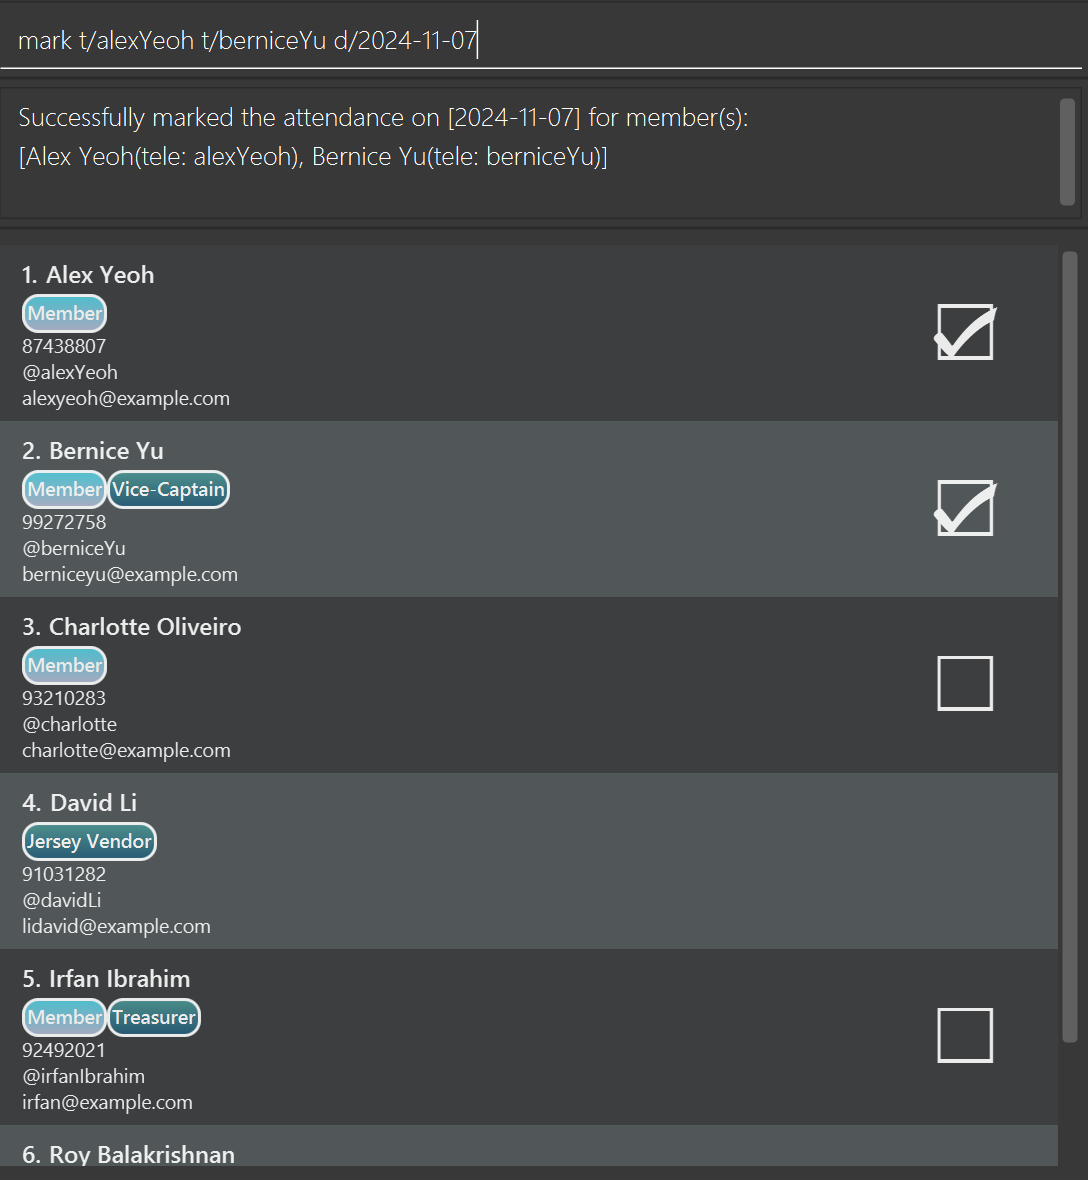 mark t/alexYeoh t/berniceYu d/2024-11-07
Successfully marked the attendance on [2024-11-07] for member(s):
[Alex Yeoh(tele: alexYeoh), Bernice Yu(tele: berniceYu)]
1. Alex Yeoh
Member
87438807
@alexYeoh
alexyeoh@example.com
2. Bernice Yu
Member Vice-Captain
99272758
@berniceYu
berniceyu@example.com
3. Charlotte Oliveiro
Member
93210283
@charlotte
charlotte@example.com
4. David Li
Jersey Vendor
91031282
@davidLi
lidavid@example.com
5. Irfan Ibrahim
Member Treasurer
92492021
@irfanIbrahim
irfan@example.com
6. Roy Balakrishnan